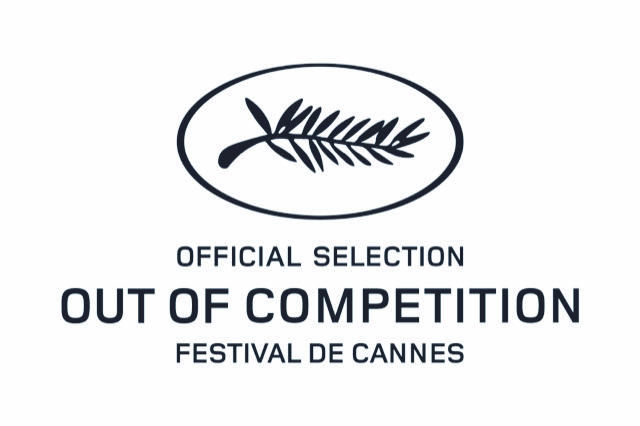 OFFICIAL SELECTION
OUT OF COMPETITION
FESTIVAL DE CANNES